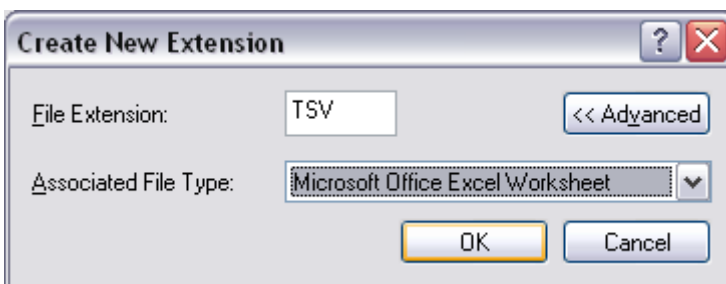 Create New Extension
File Extension: TSV << Advanced
Associated File Type: Microsoft Office Excel Worksheet
OK Cancel